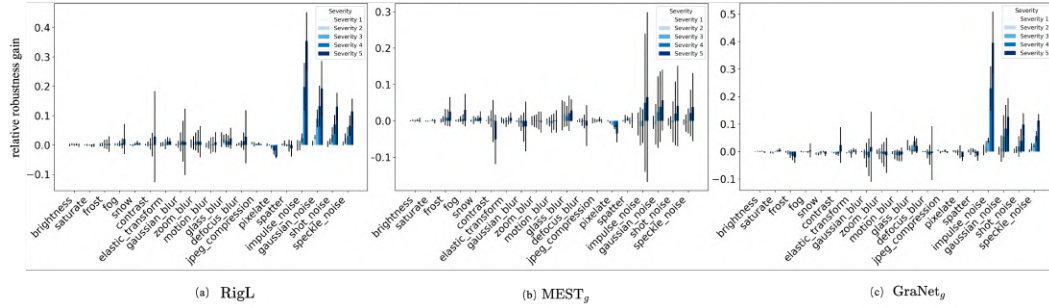 relative robustness gain
0.4
0.3
0.2
0.1
0.0
−0.1
Severity
Severity 1
Severity 2
Severity 3
Severity 4
Severity 5
brightness
saturate
frost
fog
snow
contrast
elastic_transform
gaussian_blur
zoom_blur
motion_blur
glass_blur
defocus_blur
jpeg_compression
pixelate
spatter
impulse_noise
gaussian_noise
shot_noise
speckle_noise
(a) RigL
0.3
0.2
0.1
0.0
−0.1
Severity
Severity 1
Severity 2
Severity 3
Severity 4
Severity 5
brightness
saturate
frost
fog
snow
contrast
elastic_transform
gaussian_blur
zoom_blur
motion_blur
glass_blur
defocus_blur
jpeg_compression
pixelate
spatter
impulse_noise
gaussian_noise
shot_noise
speckle_noise
(b) MEST_g
0.5
0.4
0.3
0.2
0.1
0.0
−0.1
Severity
Severity 1
Severity 2
Severity 3
Severity 4
Severity 5
brightness
saturate
frost
fog
snow
contrast
elastic_transform
gaussian_blur
zoom_blur
motion_blur
glass_blur
defocus_blur
jpeg_compression
pixelate
spatter
impulse_noise
gaussian_noise
shot_noise
speckle_noise
(c) GraNet_g